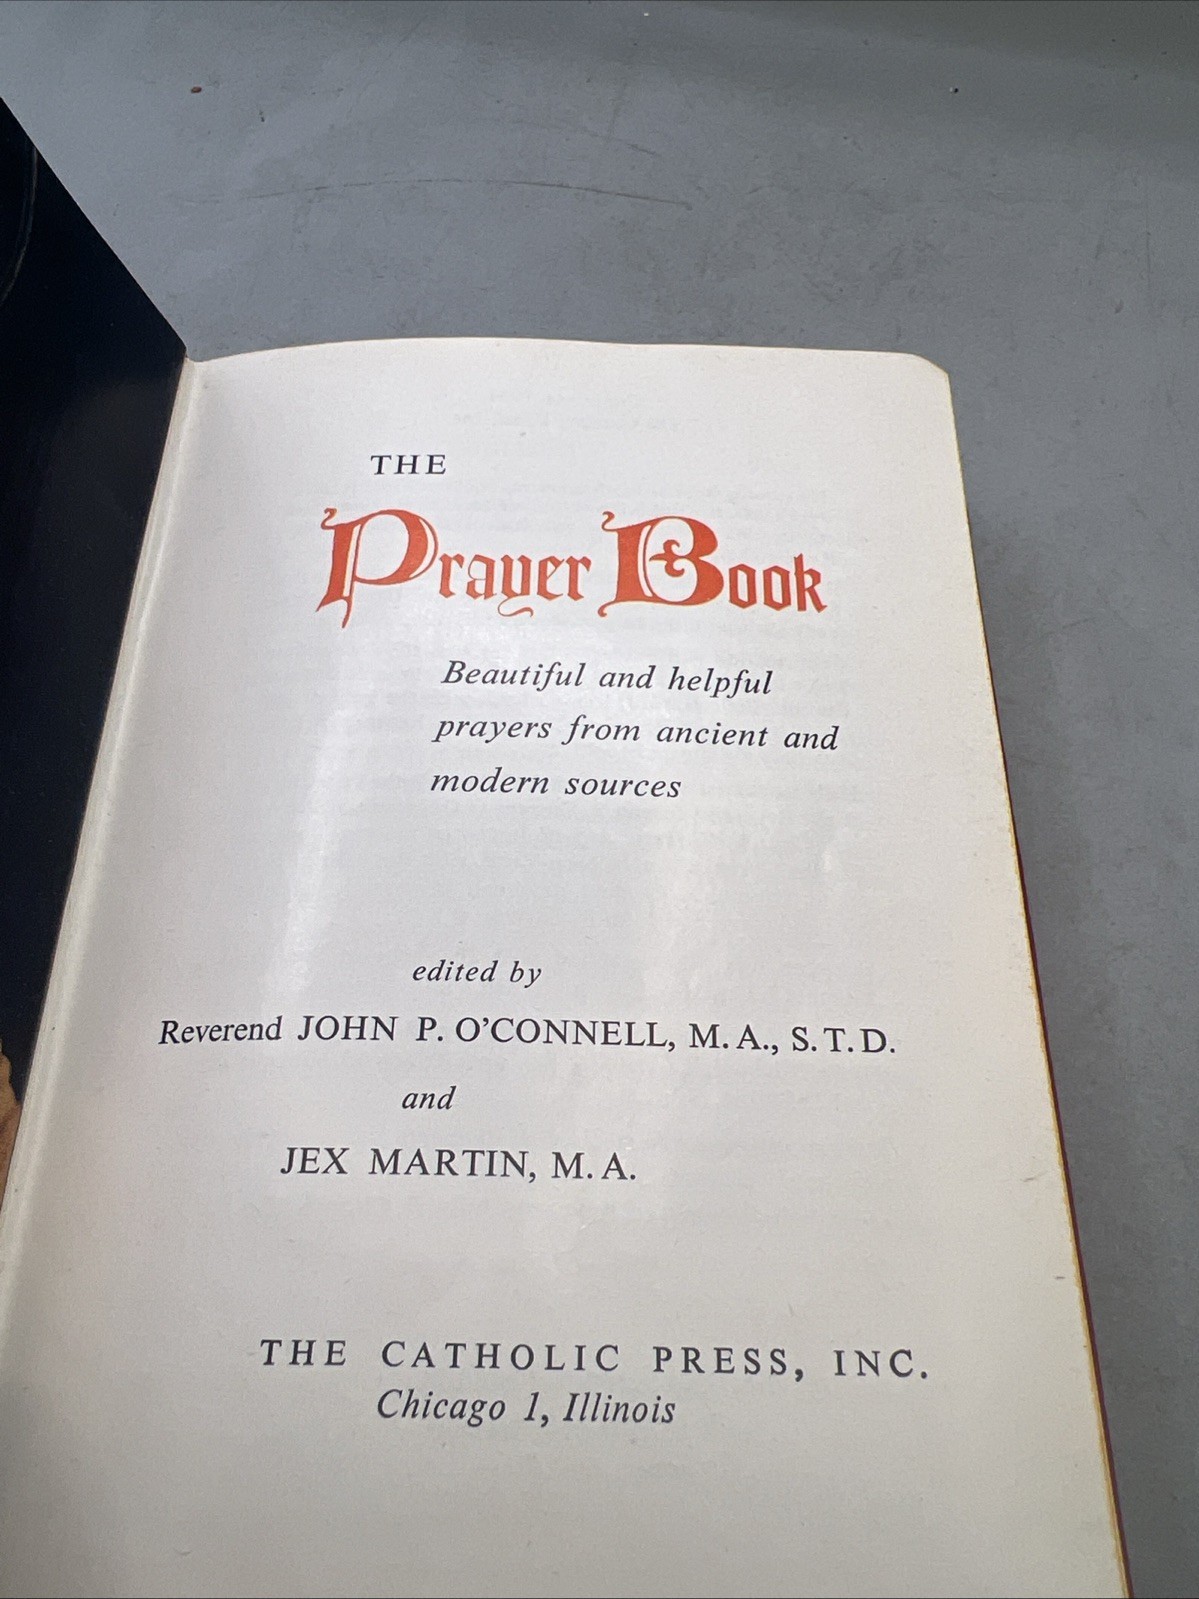 THE
Prayer Book
Beautiful and helpful
prayers from ancient and
modern sources
edited by
Reverend JOHN P. O'CONNELL, M.A., S.T.D.
and
JEX MARTIN, M.A.
THE CATHOLIC PRESS, INC.
Chicago 1, Illinois